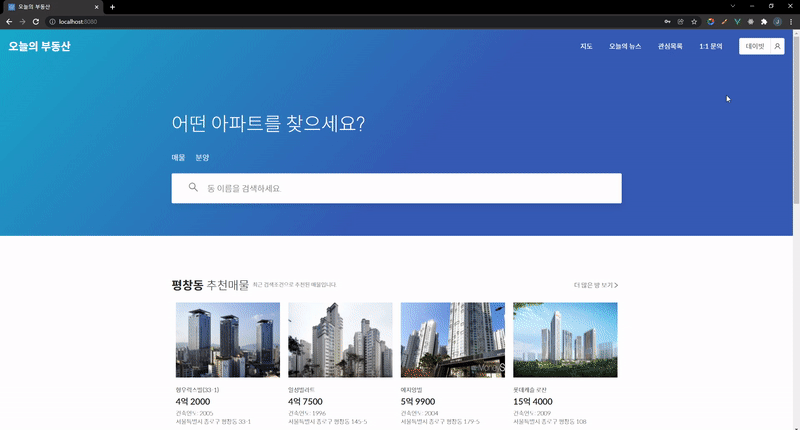 오늘의 부동산
localhost:8080
오늘의 부동산
지도
오늘의 뉴스
관심목록
1:1 문의
데이빗
어떤 아파트를 찾으세요?
매물
분양
동 이름을 검색하세요.
평창동 추천매물
최근 검색조건으로 추천된 매물입니다
더 많은 방 보기
형우럭스빌(33-1)
4억 2000
건축연도: 2005
서울특별시 종로구 평창동 33-1
일성빌라트
4억 7500
건축연도: 1996
서울특별시 종로구 평창동 145-5
예지망빌
5억 9900
건축연도: 2004
서울특별시 종로구 평창동 179-5
롯데캐슬 로잔
15억 4000
건축연도: 2009
서울특별시 종로구 평창동 108